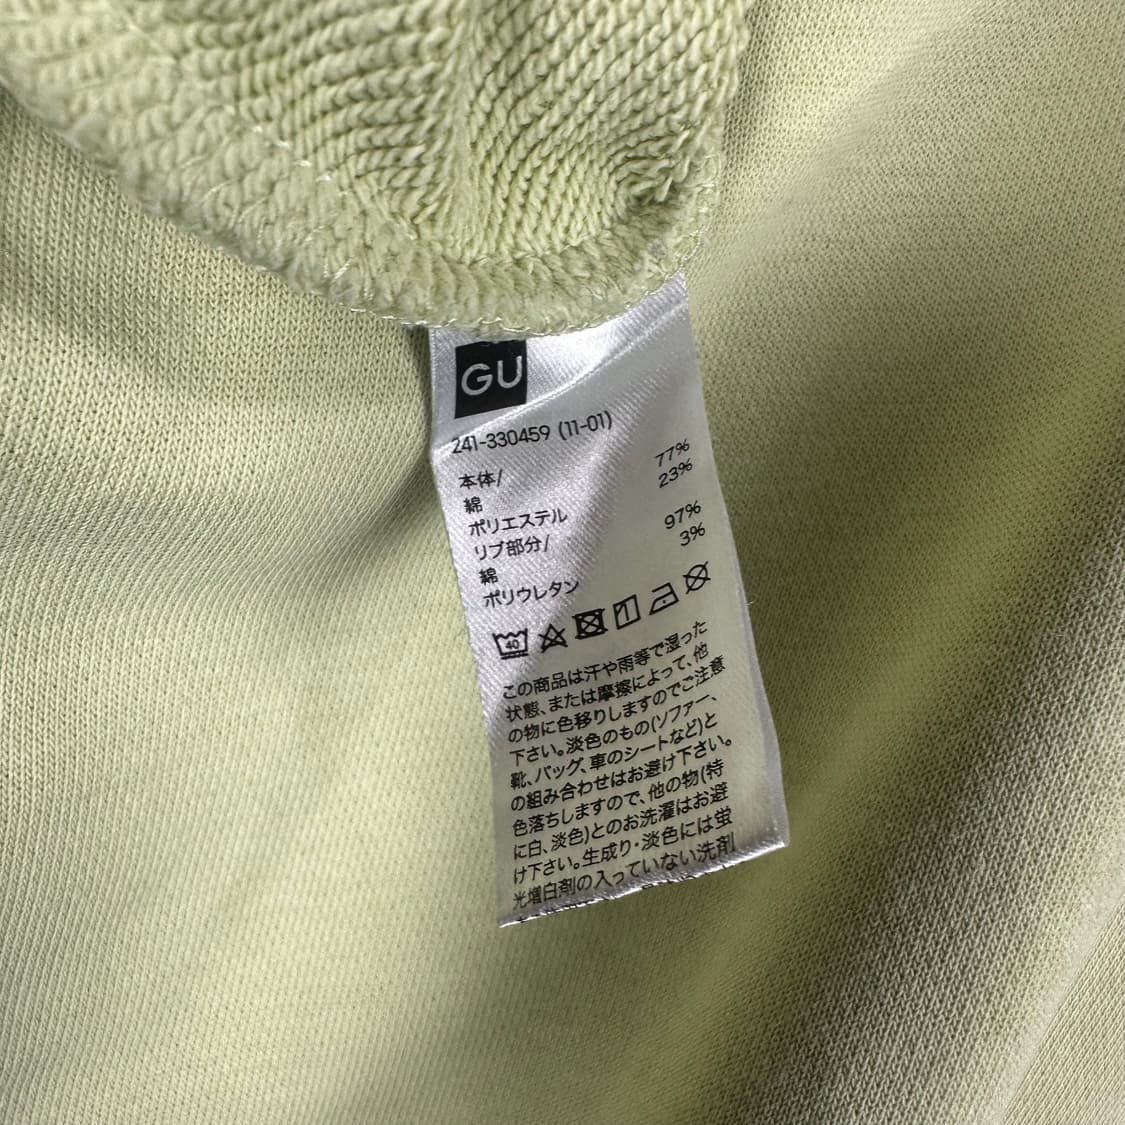 GU
241-330459 (11-01)
本体/
綿 77%
ポリエステル 23%
リブ部分/
綿 97%
ポリウレタン 3%
40
この商品は汗や雨等で湿った
状態、または摩擦によって、他
の物に色移りしますのでご注意
下さい。淡色のもの(ソファー、
靴、バッグ、車のシートなど)と
の組み合わせはお避け下さい。
色落ちしますので、他の物(特
に白、淡色)とのお洗濯はお避
け下さい。生成り・淡色には蛍
光増白剤の入っていない洗剤